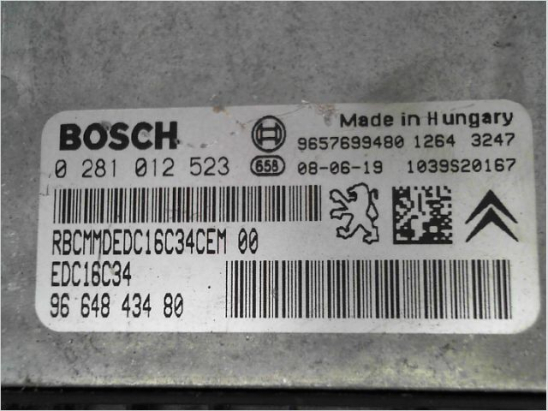 Made in Hungary
BOSCH 9657699480 1264 3247
0 281 012 523 658 08-06-19 1039S20167
RBCMMDEDC16C34CEM 00
EDC16C34
96 648 434 80